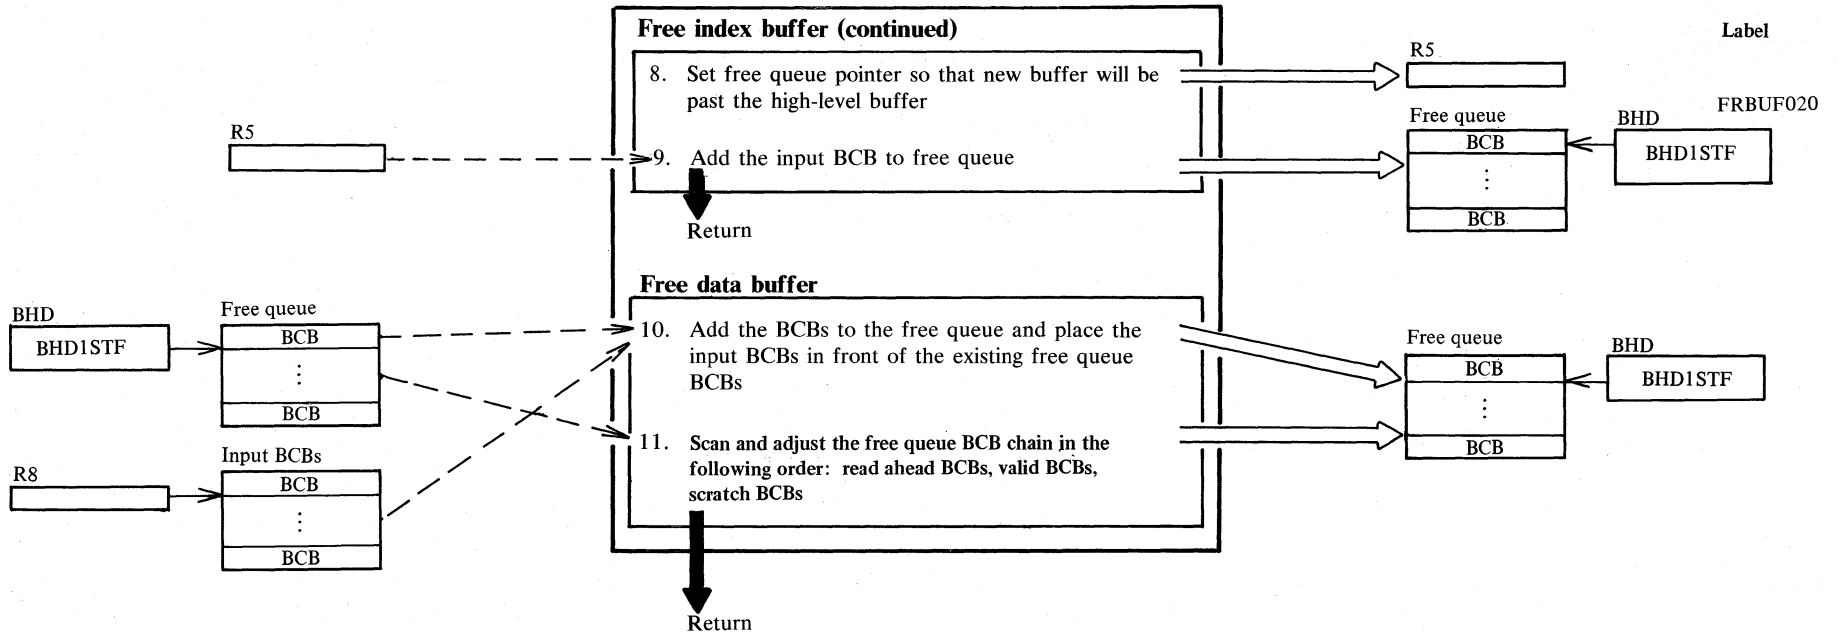 Free index buffer (continued)
Label
8. Set free queue pointer so that new buffer will be
past the high-level buffer
R5
FRBUF020
R5
9. Add the input BCB to free queue
Free queue
BCB
⋮
BCB
BHD
BHD1STF
Return
Free data buffer
BHD
BHD1STF
Free queue
BCB
⋮
BCB
10. Add the BCBs to the free queue and place the
input BCBs in front of the existing free queue
BCBs
Free queue
BCB
⋮
BCB
BHD
BHD1STF
R8
Input BCBs
BCB
⋮
BCB
11. Scan and adjust the free queue BCB chain in the
following order: read ahead BCBs, valid BCBs,
scratch BCBs
Return